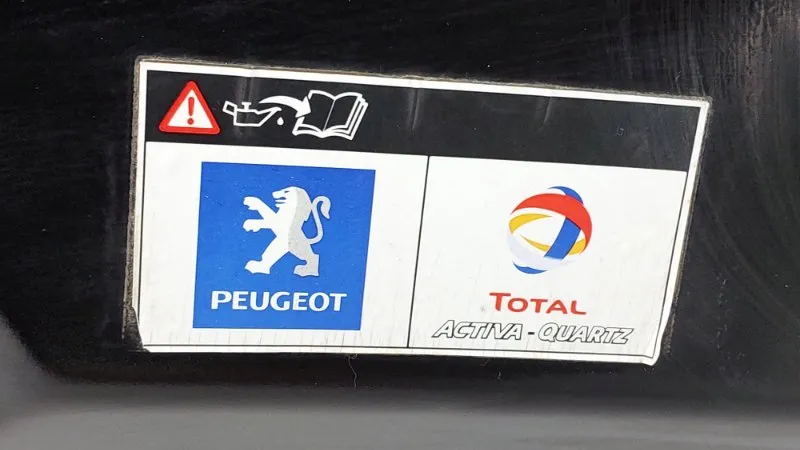 PEUGEOT
TOTAL
ACTIVA - QUARTZ